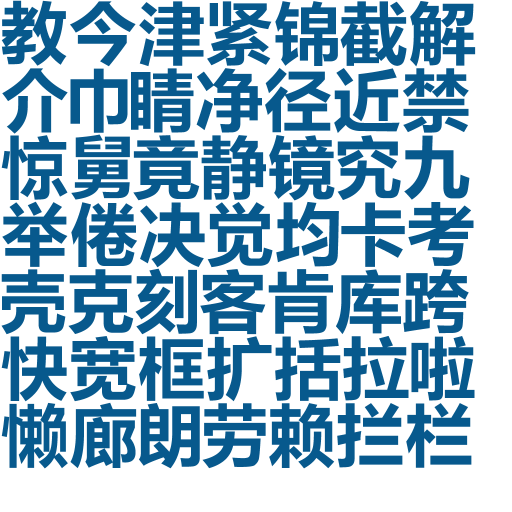 教今津紧锦截解
介巾睛净径近禁
惊舅竟静镜究九
举倦决觉均卡考
壳克刻客肯库跨
快宽框扩括拉啦
懒廊朗劳赖拦栏